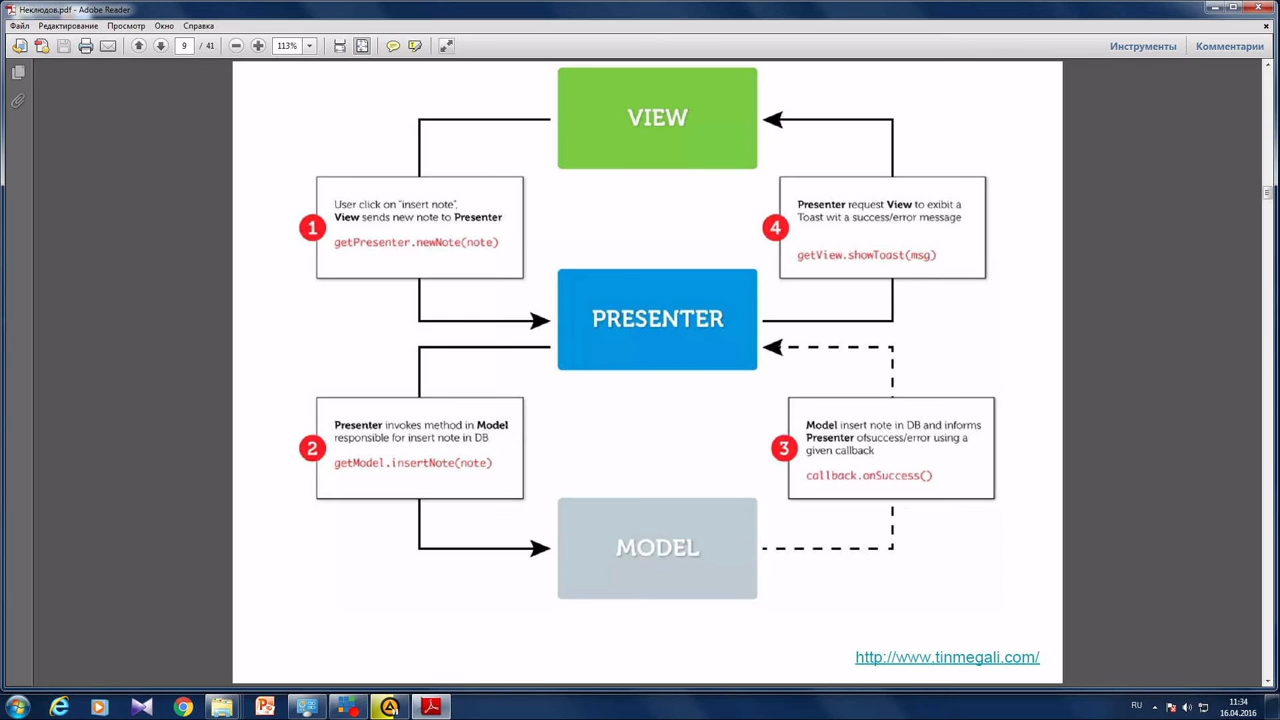 Неклюдов.pdf - Adobe Reader
Файл Редактирование Просмотр Окно Справка
9 / 41 113% Инструменты Комментарии
VIEW
1
User click on "insert note",
View sends new note to Presenter
getPresenter.newNote(note)
4
Presenter request View to exibit a
Toast wit a success/error message
getView.showToast(msg)
PRESENTER
2
Presenter invokes method in Model
responsible for insert note in DB
getModel.insertNote(note)
3
Model insert note in DB and informs
Presenter ofsuccess/error using a
given callback
callback.onSuccess()
MODEL
http://www.tinmegali.com/
RU
11:34
16.04.2016